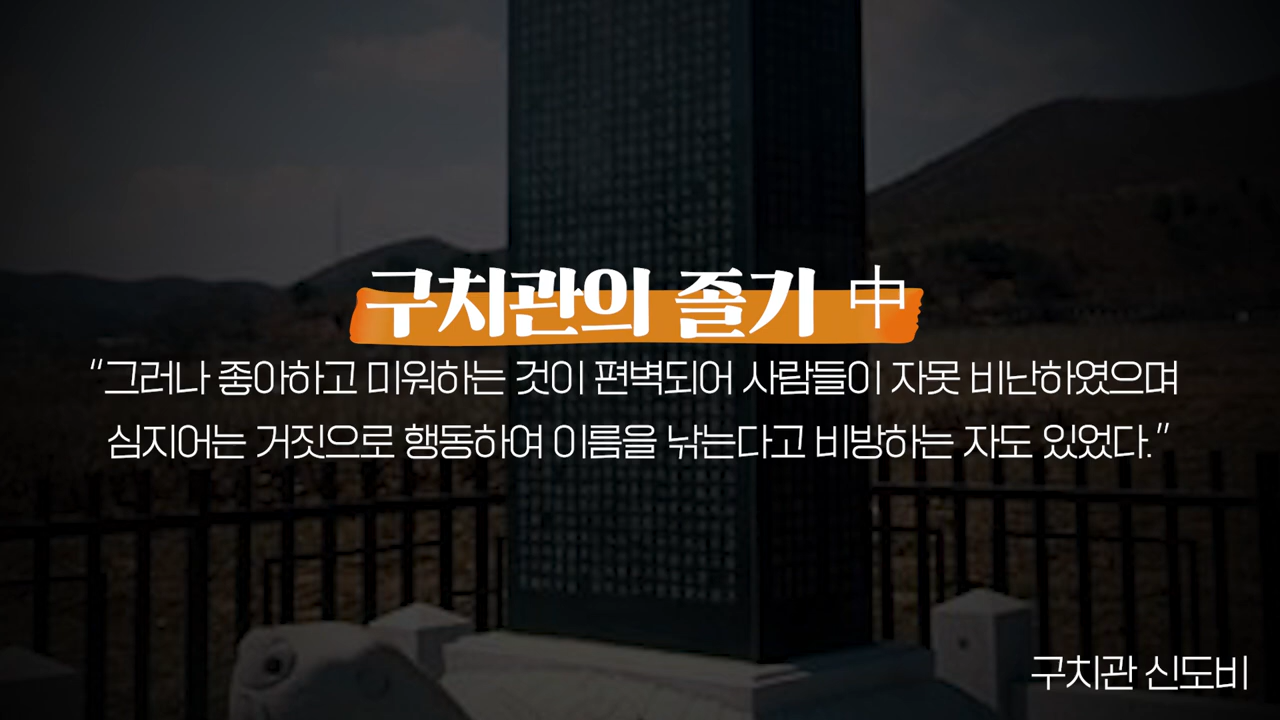 구치관의 졸기 中
"그러나 좋아하고 미워하는 것이 편벽되어 사람들이 자못 비난하였으며
심지어는 거짓으로 행동하여 이름을 낚는다고 비방하는 자도 있었다."
구치관 신도비